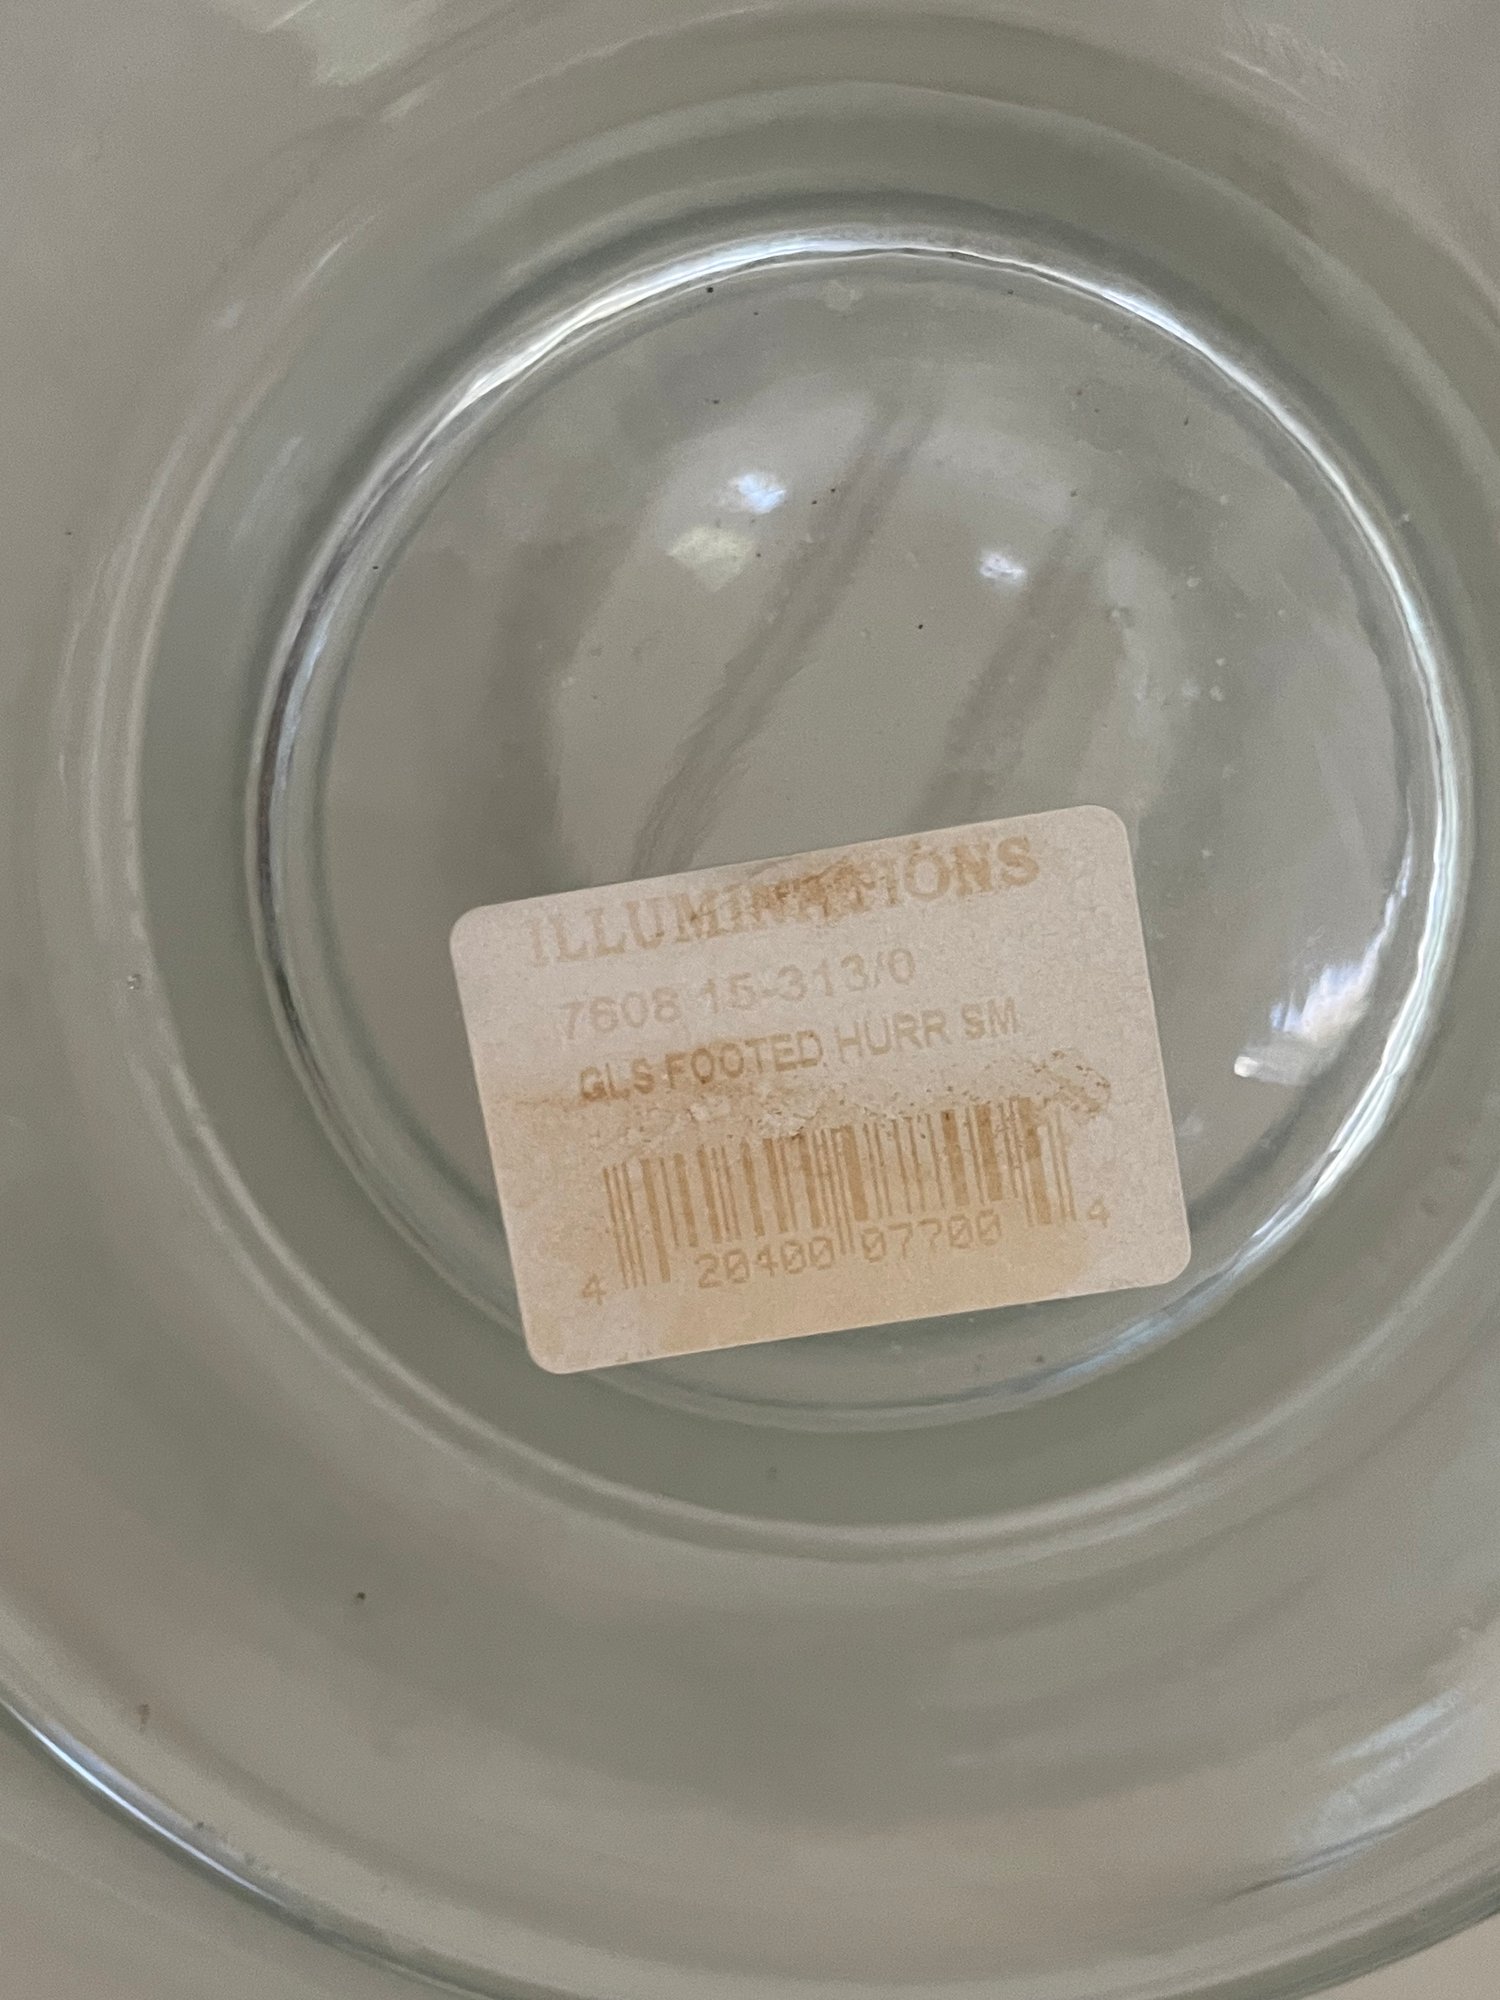 ILLUMINATIONS
7608 15-313/0
GLS FOOTED HURR SM
4 20400 07700 4